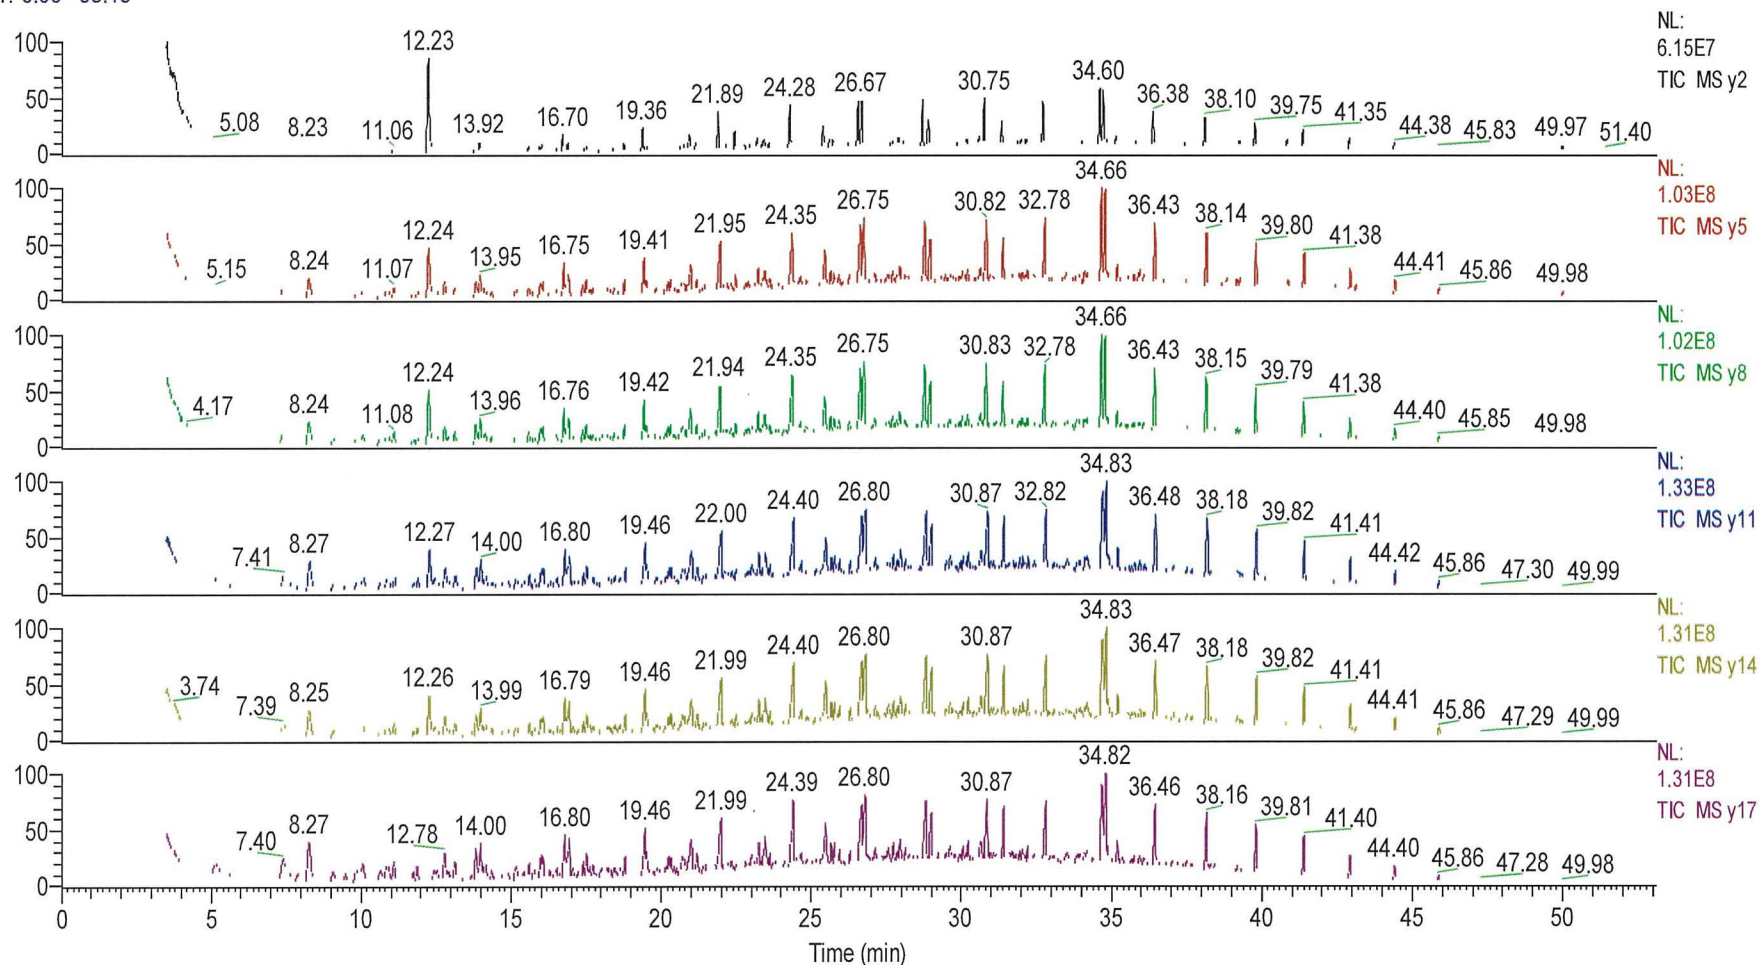 NL:
6.15E7
TIC MS y2
100
50
0
5.08 8.23 11.06 12.23 13.92 16.70 19.36 21.89 24.28 26.67 30.75 34.60 36.38 38.10 39.75 41.35 44.38 45.83 49.97 51.40
NL:
1.03E8
TIC MS y5
100
50
0
5.15 8.24 11.07 12.24 13.95 16.75 19.41 21.95 24.35 26.75 30.82 32.78 34.66 36.43 38.14 39.80 41.38 44.41 45.86 49.98
NL:
1.02E8
TIC MS y8
100
50
0
4.17 8.24 11.08 12.24 13.96 16.76 19.42 21.94 24.35 26.75 30.83 32.78 34.66 36.43 38.15 39.79 41.38 44.40 45.85 49.98
NL:
1.33E8
TIC MS y11
100
50
0
7.41 8.27 12.27 14.00 16.80 19.46 22.00 24.40 26.80 30.87 32.82 34.83 36.48 38.18 39.82 41.41 44.42 45.86 47.30 49.99
NL:
1.31E8
TIC MS y14
100
50
0
3.74 7.39 8.25 12.26 13.99 16.79 19.46 21.99 24.40 26.80 30.87 34.83 36.47 38.18 39.82 41.41 44.41 45.86 47.29 49.99
NL:
1.31E8
TIC MS y17
100
50
0
7.40 8.27 12.78 14.00 16.80 19.46 21.99 24.39 26.80 30.87 34.82 36.46 38.16 39.81 41.40 44.40 45.86 47.28 49.98
0 5 10 15 20 25 30 35 40 45 50
Time (min)